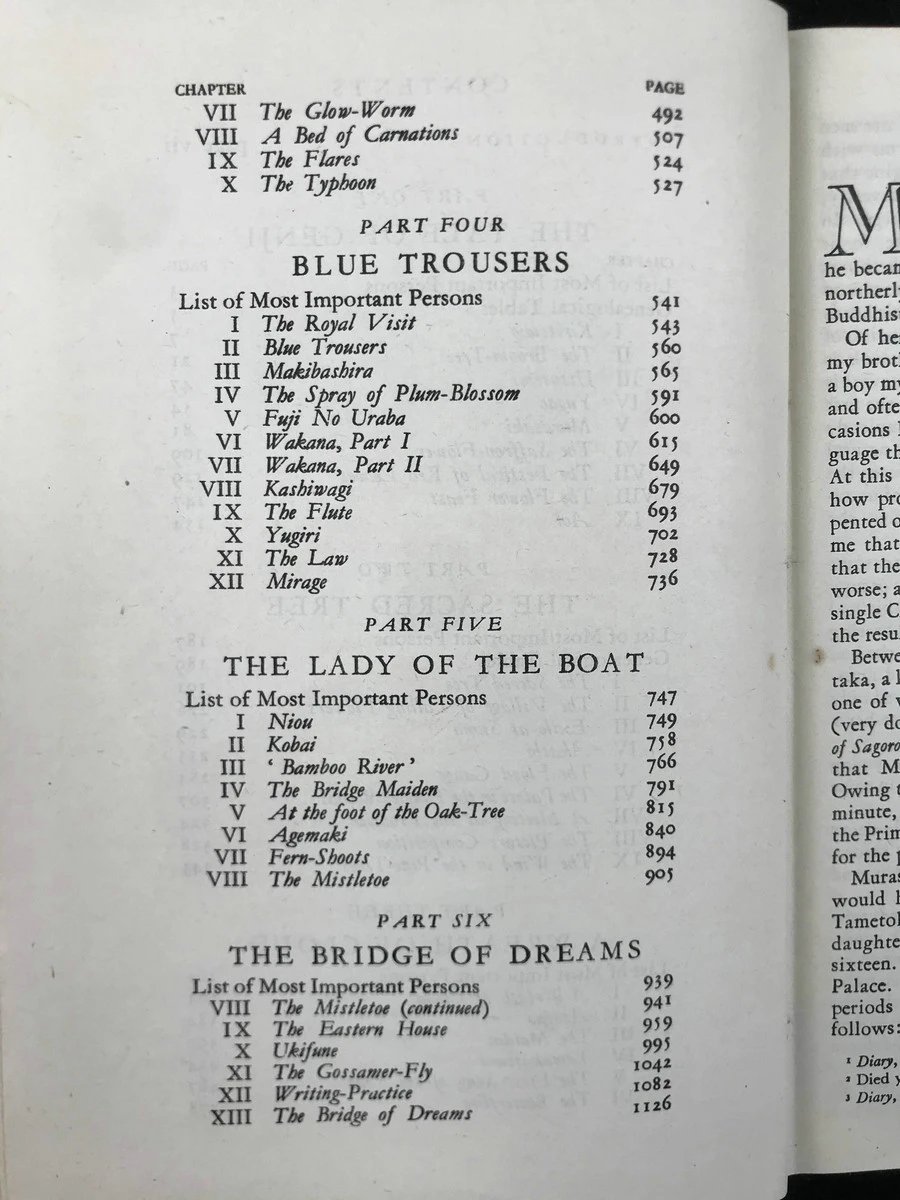 CHAPTER PAGE
VII The Glow-Worm 492
VIII A Bed of Carnations 507
IX The Flares 524
X The Typhoon 527
PART FOUR
BLUE TROUSERS
List of Most Important Persons 541
I The Royal Visit 543
II Blue Trousers 560
III Makibashira 565
IV The Spray of Plum-Blossom 591
V Fuji No Uraba 600
VI Wakana, Part I 615
VII Wakana, Part II 649
VIII Kashiwagi 679
IX The Flute 693
X Yugiri 702
XI The Law 728
XII Mirage 736
PART FIVE
THE LADY OF THE BOAT
List of Most Important Persons 747
I Niou 749
II Kobai 758
III ‘ Bamboo River ’ 766
IV The Bridge Maiden 791
V At the foot of the Oak-Tree 815
VI Agemaki 840
VII Fern-Shoots 894
VIII The Mistletoe 905
PART SIX
THE BRIDGE OF DREAMS
List of Most Important Persons 939
VIII The Mistletoe (continued) 941
IX The Eastern House 959
X Ukifune 995
XI The Gossamer-Fly 1042
XII Writing-Practice 1082
XIII The Bridge of Dreams 1126
M
he becam
northerly
Buddhis
Of he
my brot
a boy my
and ofte
casions
guage th
At this
how pro
pented o
me that
that the
worse; a
single C
the resu
Betwe
taka, a
one of
(very do
of Sagoro
that M
Owing t
minute,
the Prim
for the p
Muras
would h
Tametok
daughte
sixteen.
Palace.
periods
follows:
¹ Diary,
² Died
³ Diary,